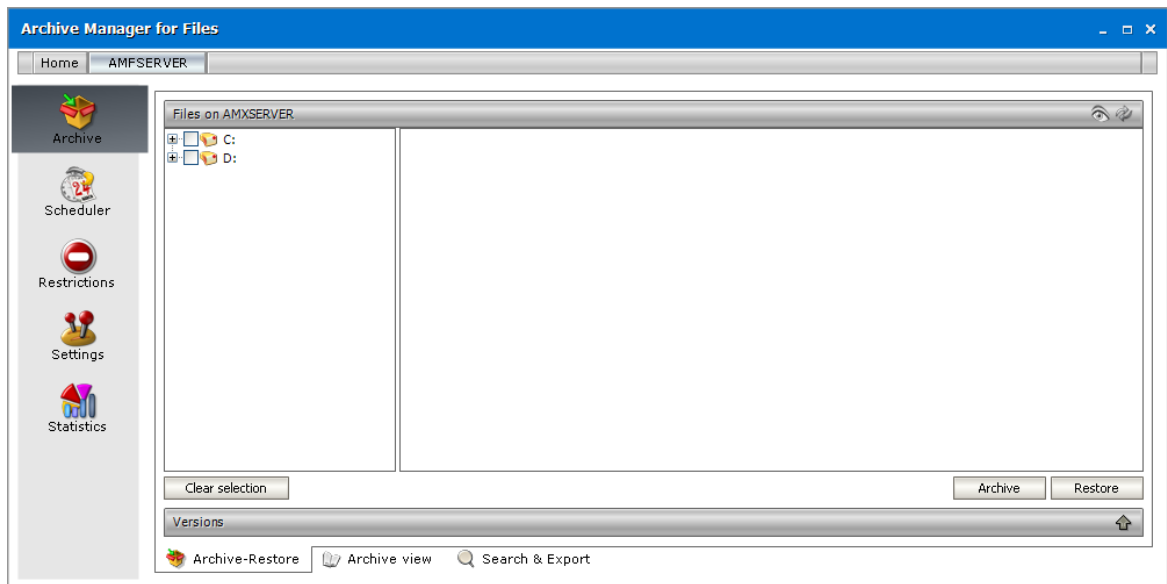 Archive Manager for Files
Home AMFSERVER
Archive
Scheduler
Restrictions
Settings
Statistics
Files on AMXSERVER
C:
D:
Clear selection Archive Restore
Versions
Archive-Restore Archive view Search & Export